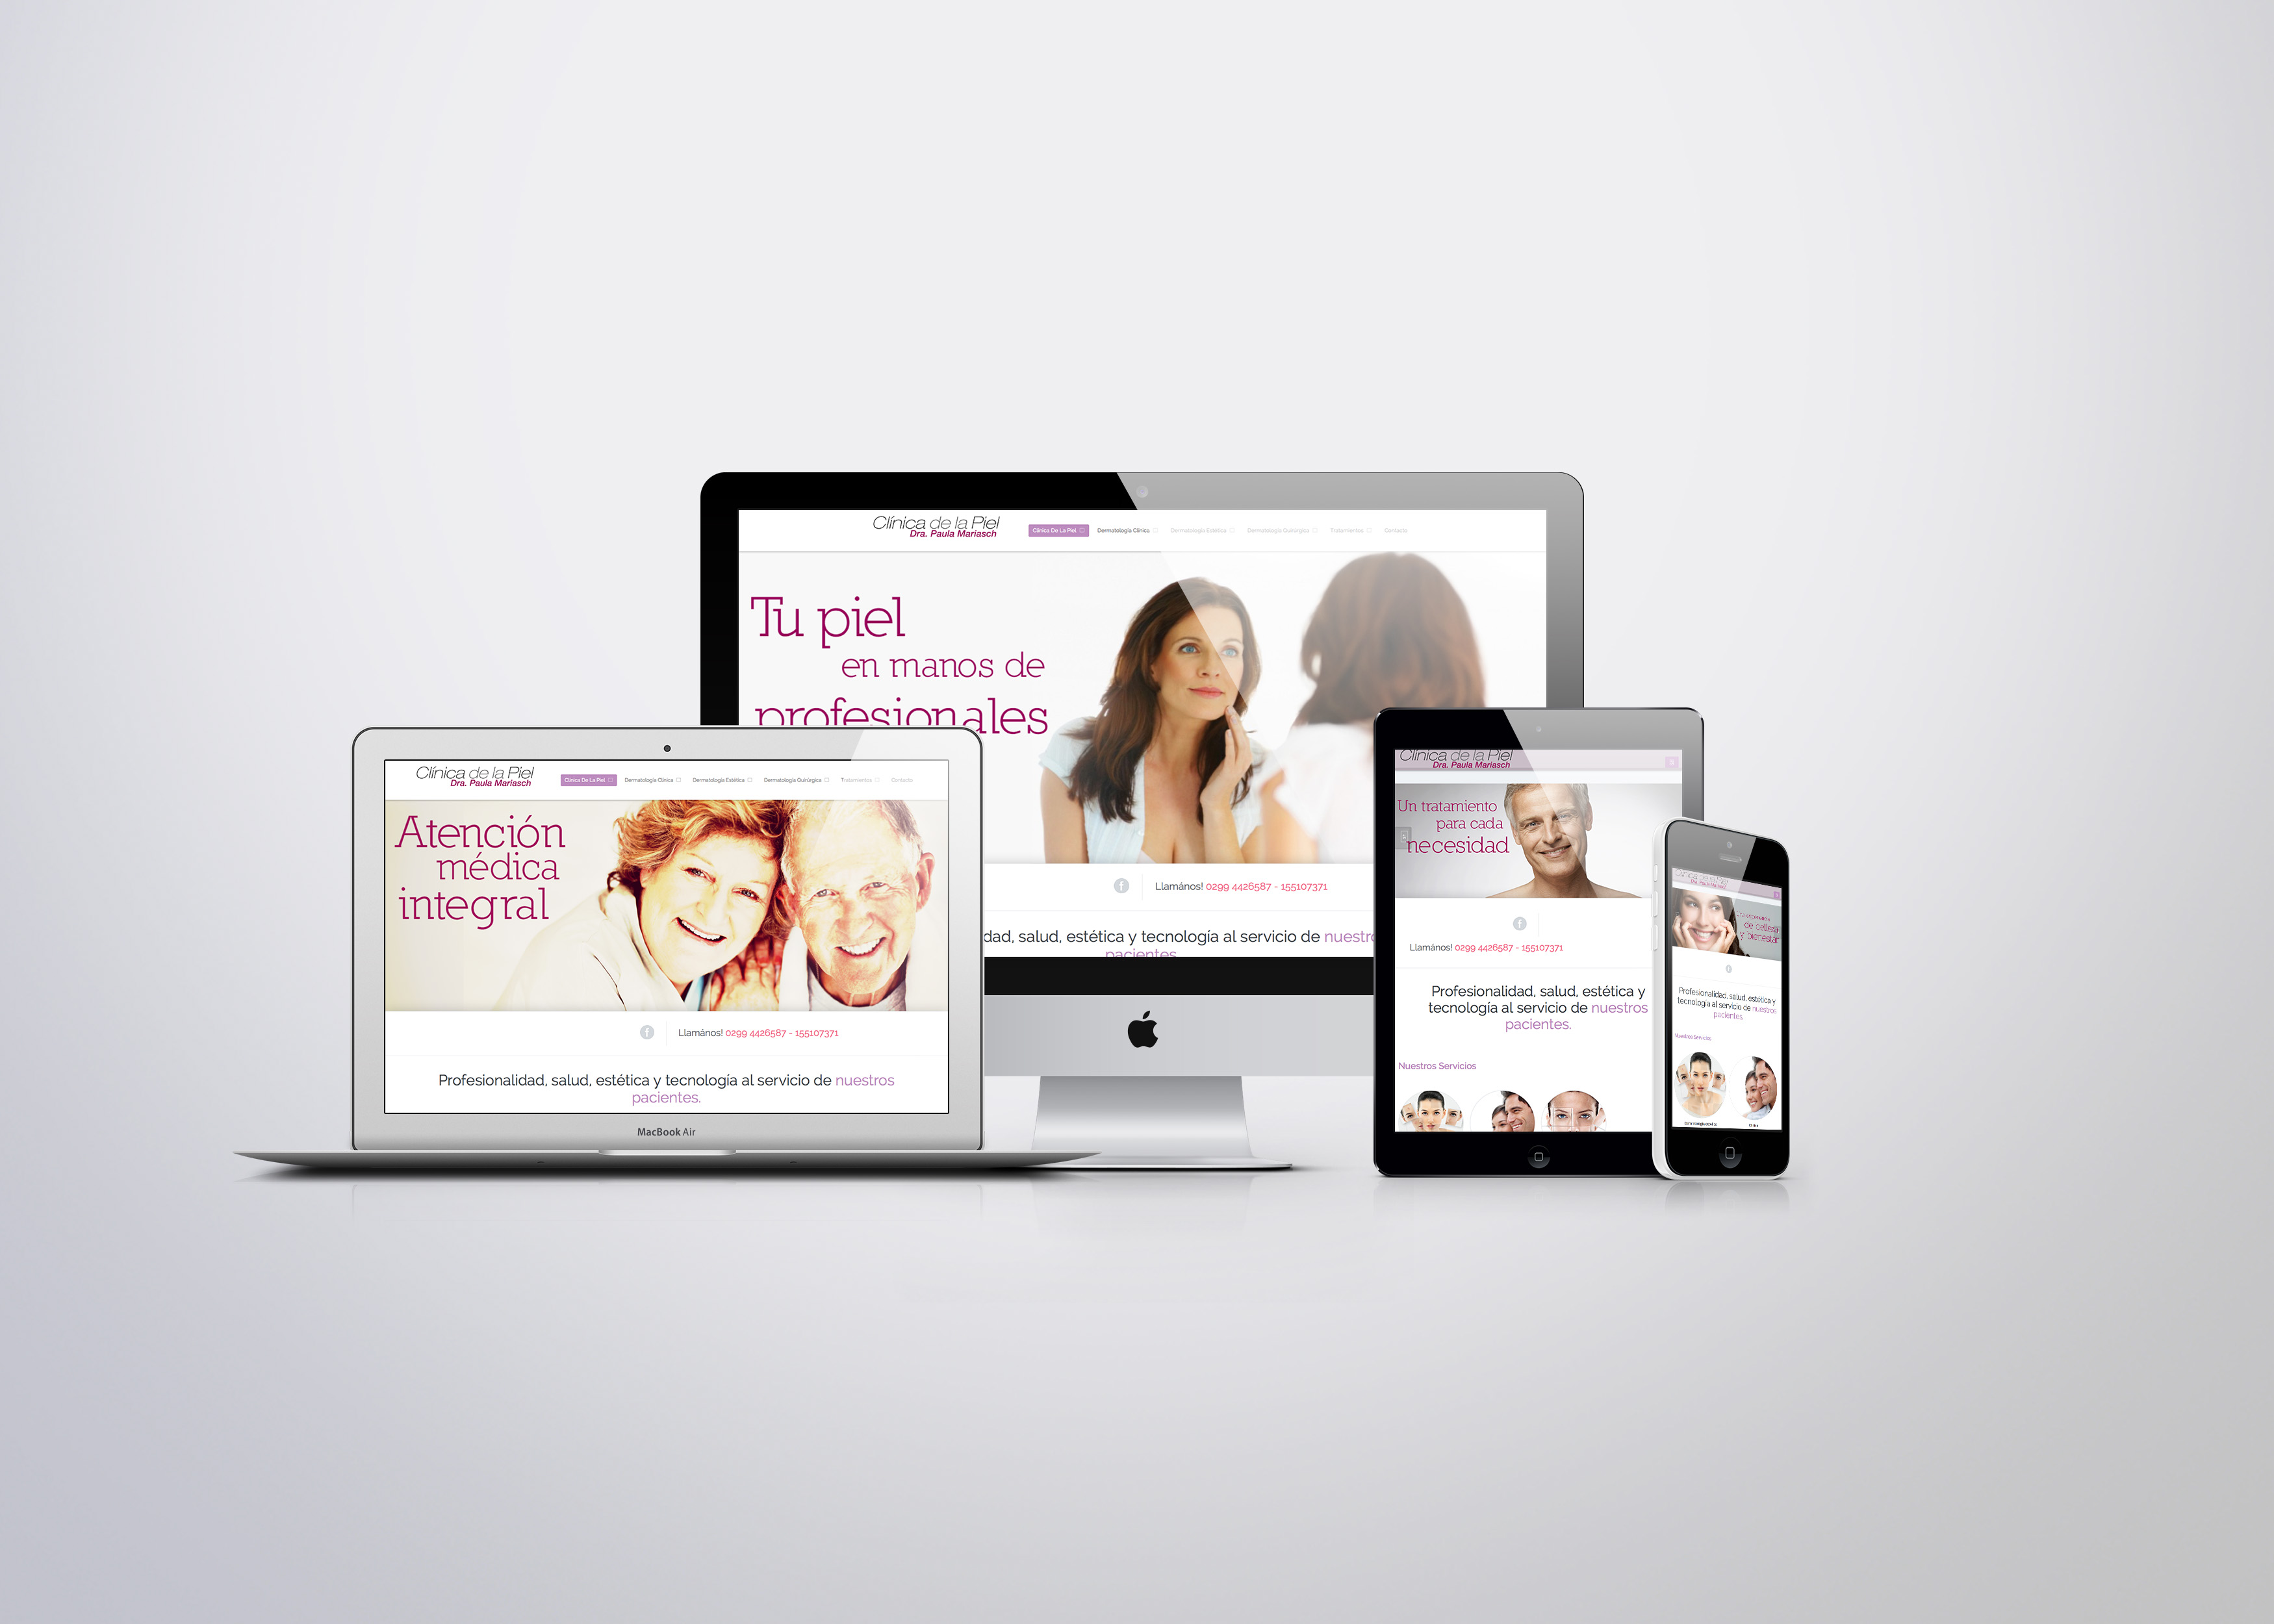 Clínica de la Piel
Dra. Paula Mariasch
Clínica De La Piel
Dermatología Clínica
Dermatología Estética
Dermatología Quirúrgica
Tratamientos
Contacto
Tu piel
en manos de
profesionales
Llamános! 0299 4426587 - 155107371
dad, salud, estética y tecnología al servicio de nuestro
pacientes
Clínica de la Piel
Dra. Paula Mariasch
Clínica De La Piel
Dermatología Clínica
Dermatología Estética
Dermatología Quirúrgica
Tratamientos
Contacto
Atención
médica
integral
Llamános! 0299 4426587 - 155107371
Profesionalidad, salud, estética y tecnología al servicio de nuestros
pacientes.
MacBook Air
Clínica de la Piel
Dra. Paula Mariasch
Un tratamiento
para cada
necesidad
Llamános! 0299 4426587 - 155107371
Profesionalidad, salud, estética y
tecnología al servicio de nuestros
pacientes.
Nuestros Servicios
Clínica de la Piel
Dra. Paula Mariasch
de belleza
y bienestar
Profesionalidad, salud, estética y
tecnología al servicio de nuestros
pacientes.
Nuestros Servicios